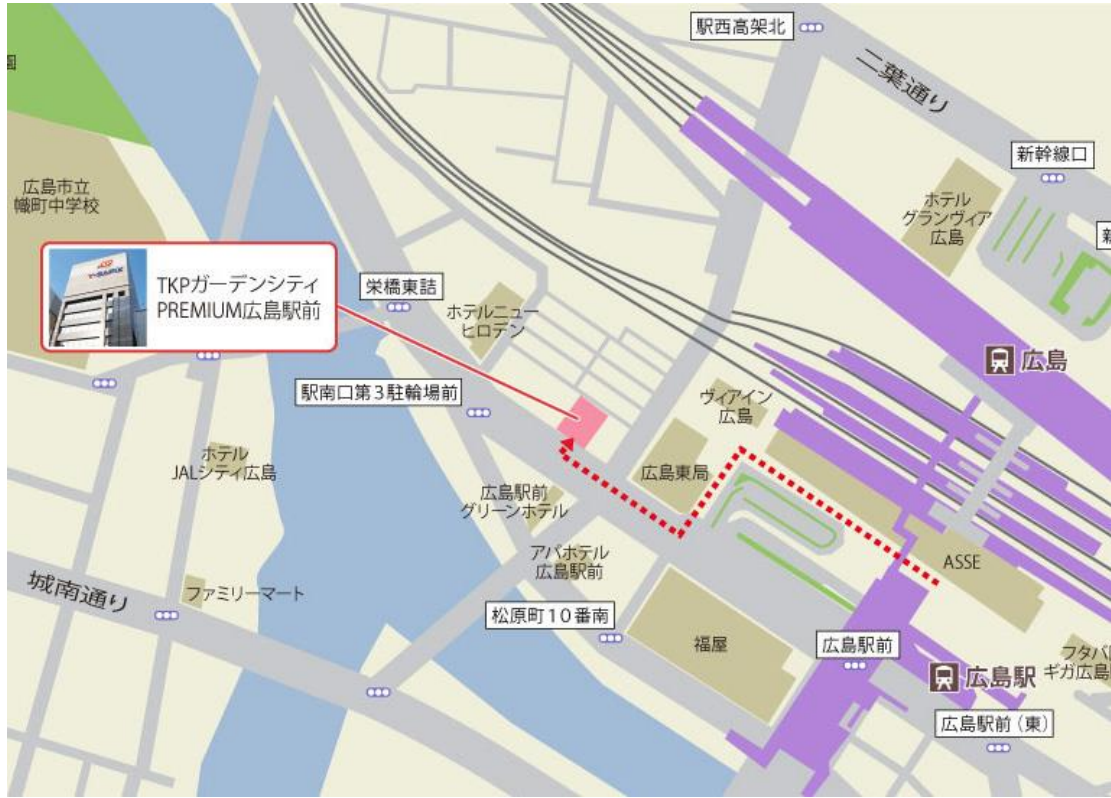 駅西高架北
二葉通り
園
新幹線口
広島市立
幟町中学校
ホテル
グランヴィア
広島
TKPガーデンシティ
PREMIUM広島駅前
栄橋東詰
ホテルニュー
ヒロデン
広島
駅南口第3駐輪場前
ヴィアイン
広島
ホテル
JALシティ広島
広島東局
広島駅前
グリーンホテル
アパホテル
広島駅前
ASSE
城南通り
ファミリーマート
松原町10番南
福屋
広島駅前
広島駅
フタバ
ギガ広島
広島駅前(東)